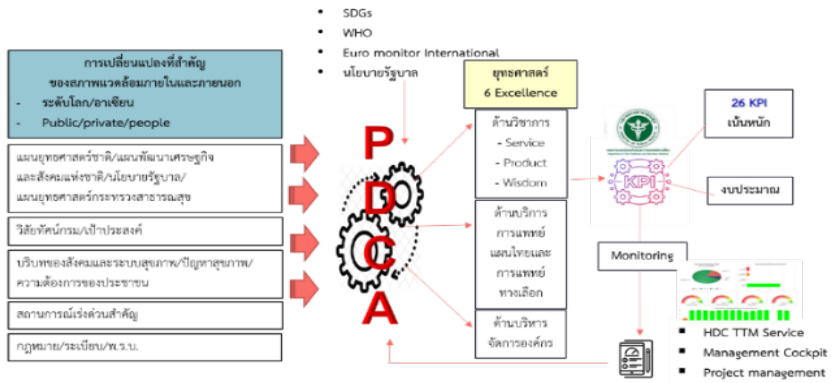 SDGs
WHO
Euro monitor International
นโยบายรัฐบาล
การเปลี่ยนแปลงที่สำคัญ
ของสภาพแวดล้อมภายในและภายนอก
- ระดับโลก/อาเซียน
- Public/private/people
แผนยุทธศาสตร์ชาติ/แผนพัฒนาเศรษฐกิจ
และสังคมแห่งชาติ/นโยบายรัฐบาล/
แผนยุทธศาสตร์กระทรวงสาธารณสุข
วิสัยทัศน์กรม/เป้าประสงค์
บริบทของสังคมและระบบสุขภาพ/ปัญหาสุขภาพ/
ความต้องการของประชาชน
สถานการณ์เร่งด่วนสำคัญ
กฎหมาย/ระเบียบ/พ.ร.บ.
P
D
C
A
ยุทธศาสตร์
6 Excellence
ด้านวิชาการ
- Service
- Product
- Wisdom
ด้านบริการ
การแพทย์
แผนไทยและ
การแพทย์
ทางเลือก
ด้านบริหาร
จัดการองค์กร
KPI
26 KPI
เน้นหนัก
งบประมาณ
Monitoring
HDC TTM Service
Management Cockpit
Project management